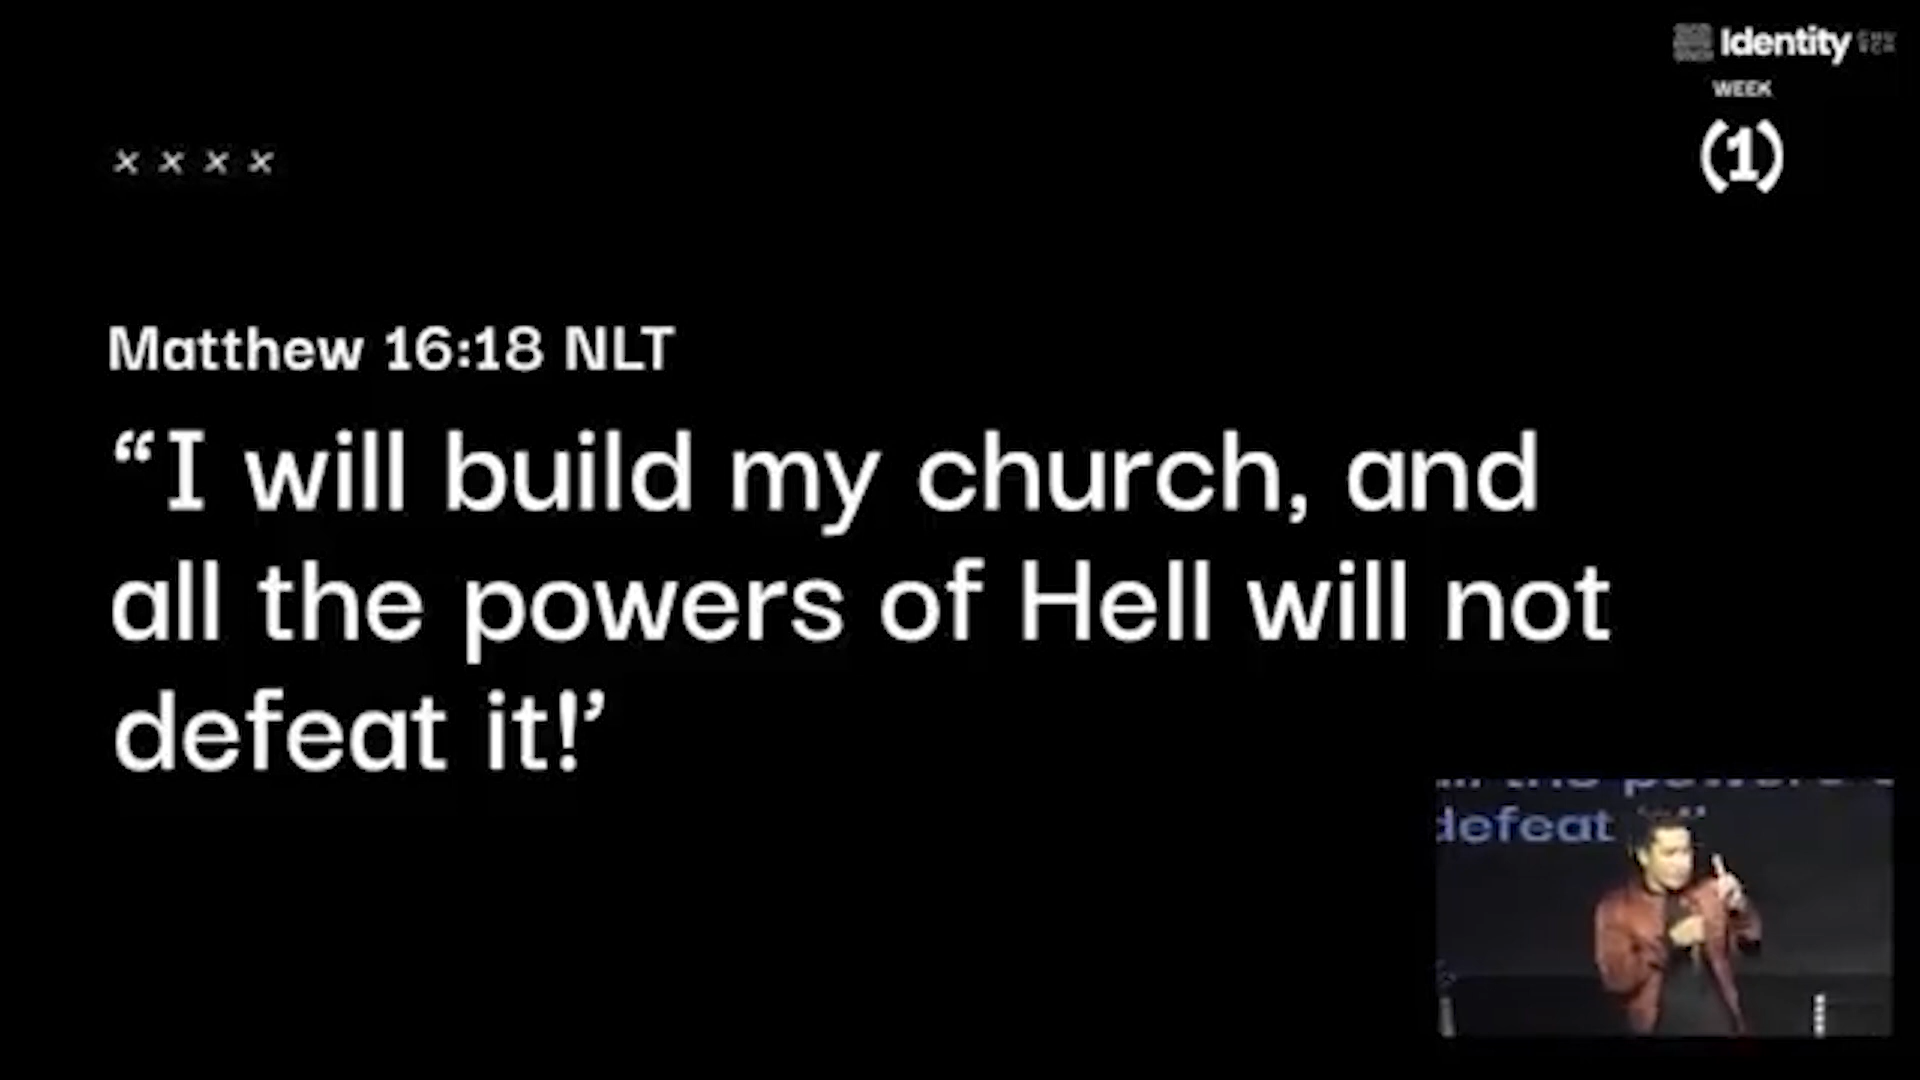 Identity
WEEK
(1)
x x x x
Matthew 16:18 NLT
“I will build my church, and
all the powers of Hell will not
defeat it!’
defeat